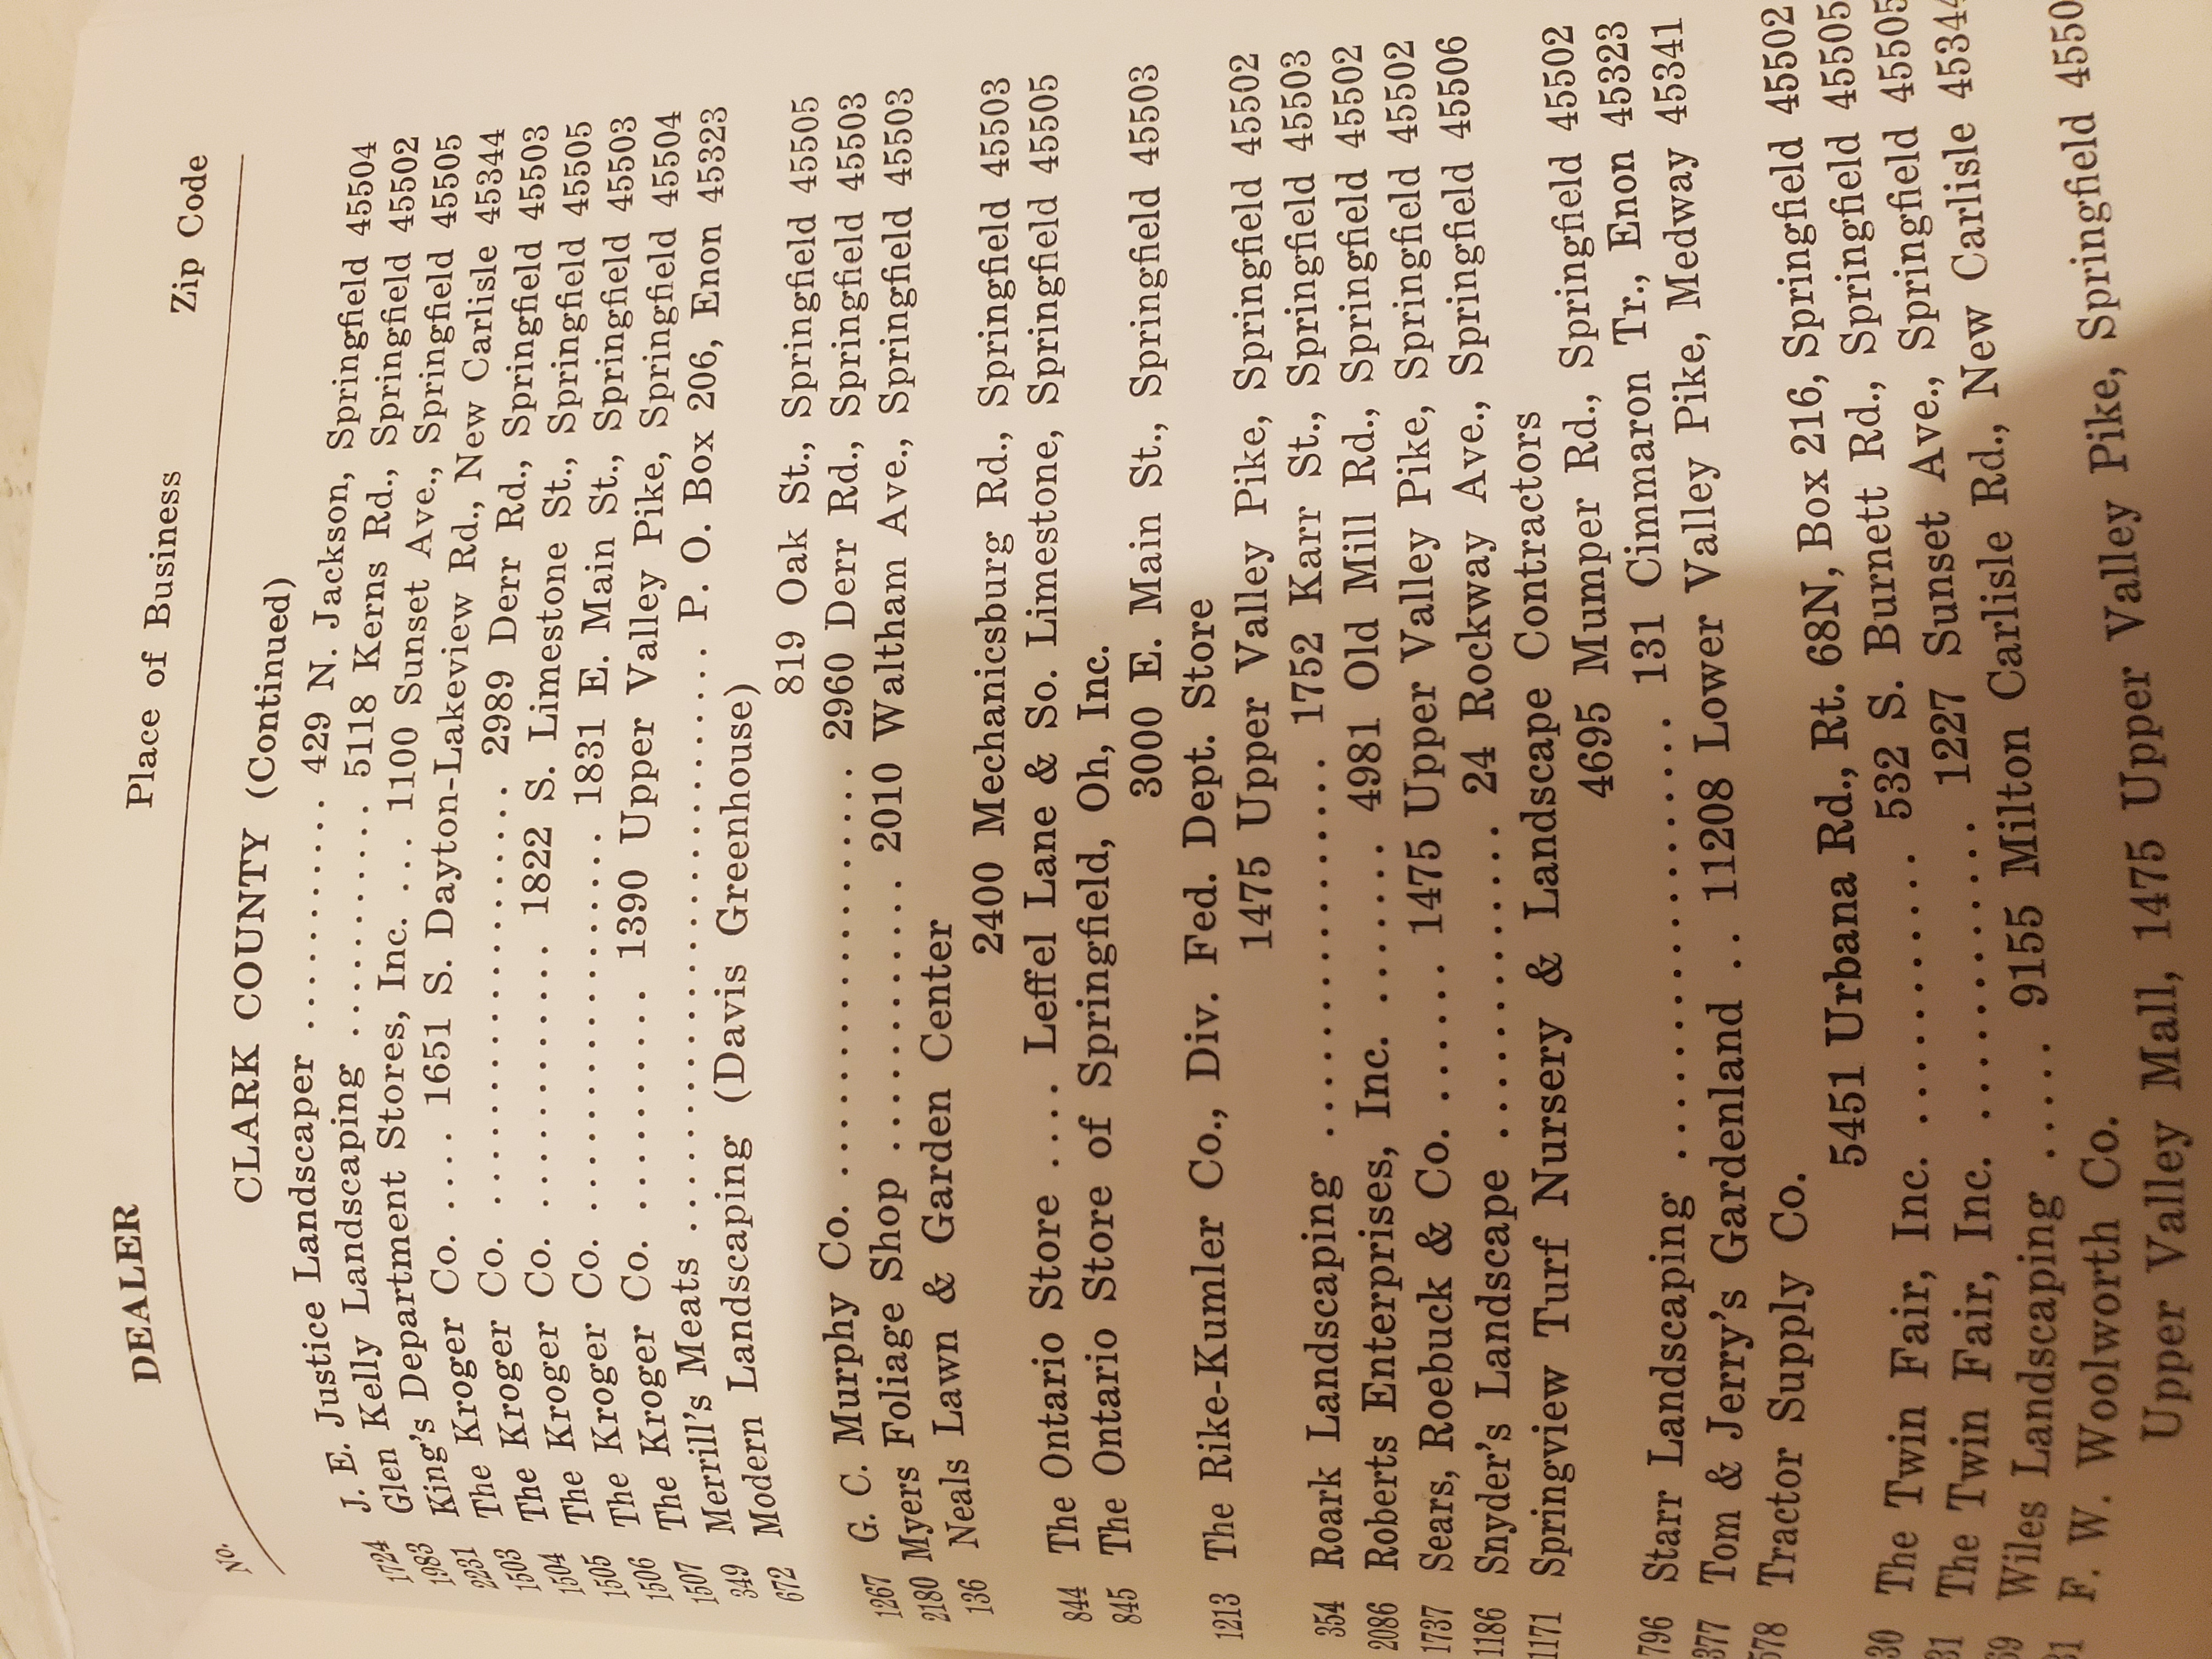 DEALER
No. Place of Business Zip Code
CLARK COUNTY (Continued)
1724 J. E. Justice Landscaper ........... 429 N. Jackson, Springfield 45504
1983 Glen Kelly Landscaping ........... 5118 Kerns Rd., Springfield 45502
2231 King's Department Stores, Inc. ... 1100 Sunset Ave., Springfield 45505
1503 The Kroger Co. .... 1651 S. Dayton-Lakeview Rd., New Carlisle 45344
1504 The Kroger Co. .................... 2989 Derr Rd., Springfield 45503
1505 The Kroger Co. .............. 1822 S. Limestone St., Springfield 45505
1506 The Kroger Co. .................. 1831 E. Main St., Springfield 45503
1507 The Kroger Co. ............ 1390 Upper Valley Pike, Springfield 45504
349 Merrill's Meats ............................ P. O. Box 206, Enon 45323
672 Modern Landscaping (Davis Greenhouse)
819 Oak St., Springfield 45505
1267 G. C. Murphy Co. .................... 2960 Derr Rd., Springfield 45503
2180 Myers Foliage Shop .............. 2010 Waltham Ave., Springfield 45503
136 Neals Lawn & Garden Center
2400 Mechanicsburg Rd., Springfield 45503
844 The Ontario Store .... Leffel Lane & So. Limestone, Springfield 45505
845 The Ontario Store of Springfield, Oh, Inc.
3000 E. Main St., Springfield 45503
1213 The Rike-Kumler Co., Div. Fed. Dept. Store
1475 Upper Valley Pike, Springfield 45502
354 Roark Landscaping ................... 1752 Karr St., Springfield 45503
2086 Roberts Enterprises, Inc. ........ 4981 Old Mill Rd., Springfield 45502
1737 Sears, Roebuck & Co. ....... 1475 Upper Valley Pike, Springfield 45502
1186 Snyder's Landscape ................ 24 Rockway Ave., Springfield 45506
1171 Springview Turf Nursery & Landscape Contractors
4695 Mumper Rd., Springfield 45502
796 Starr Landscaping ...................... 131 Cimmaron Tr., Enon 45323
377 Tom & Jerry's Gardenland .. 11208 Lower Valley Pike, Medway 45341
578 Tractor Supply Co.
5451 Urbana Rd., Rt. 68N, Box 216, Springfield 45502
30 The Twin Fair, Inc. ............. 532 S. Burnett Rd., Springfield 45505
31 The Twin Fair, Inc. .............. 1227 Sunset Ave., Springfield 45505
69 Wiles Landscaping ..... 9155 Milton Carlisle Rd., New Carlisle 45344
31 F. W. Woolworth Co.
Upper Valley Mall, 1475 Upper Valley Pike, Springfield 4550